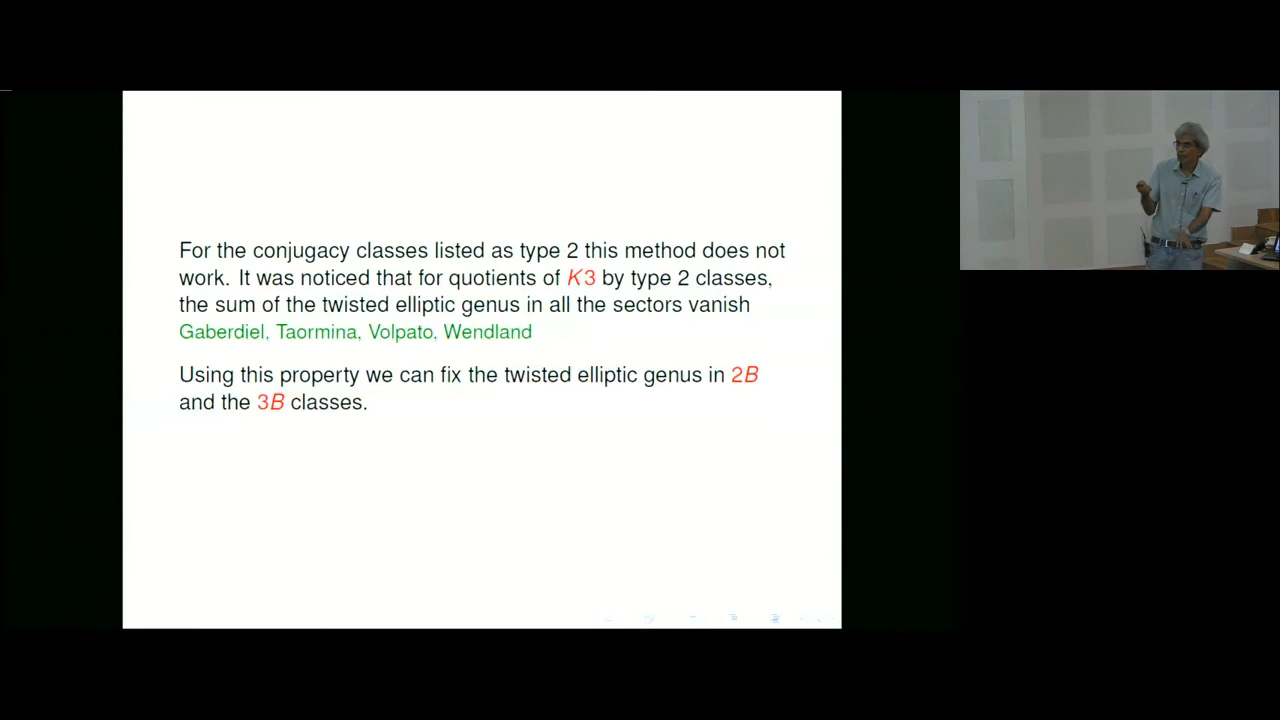 For the conjugacy classes listed as type 2 this method does not
work. It was noticed that for quotients of K3 by type 2 classes,
the sum of the twisted elliptic genus in all the sectors vanish
Gaberdiel, Taormina, Volpato, Wendland
Using this property we can fix the twisted elliptic genus in 2B
and the 3B classes.